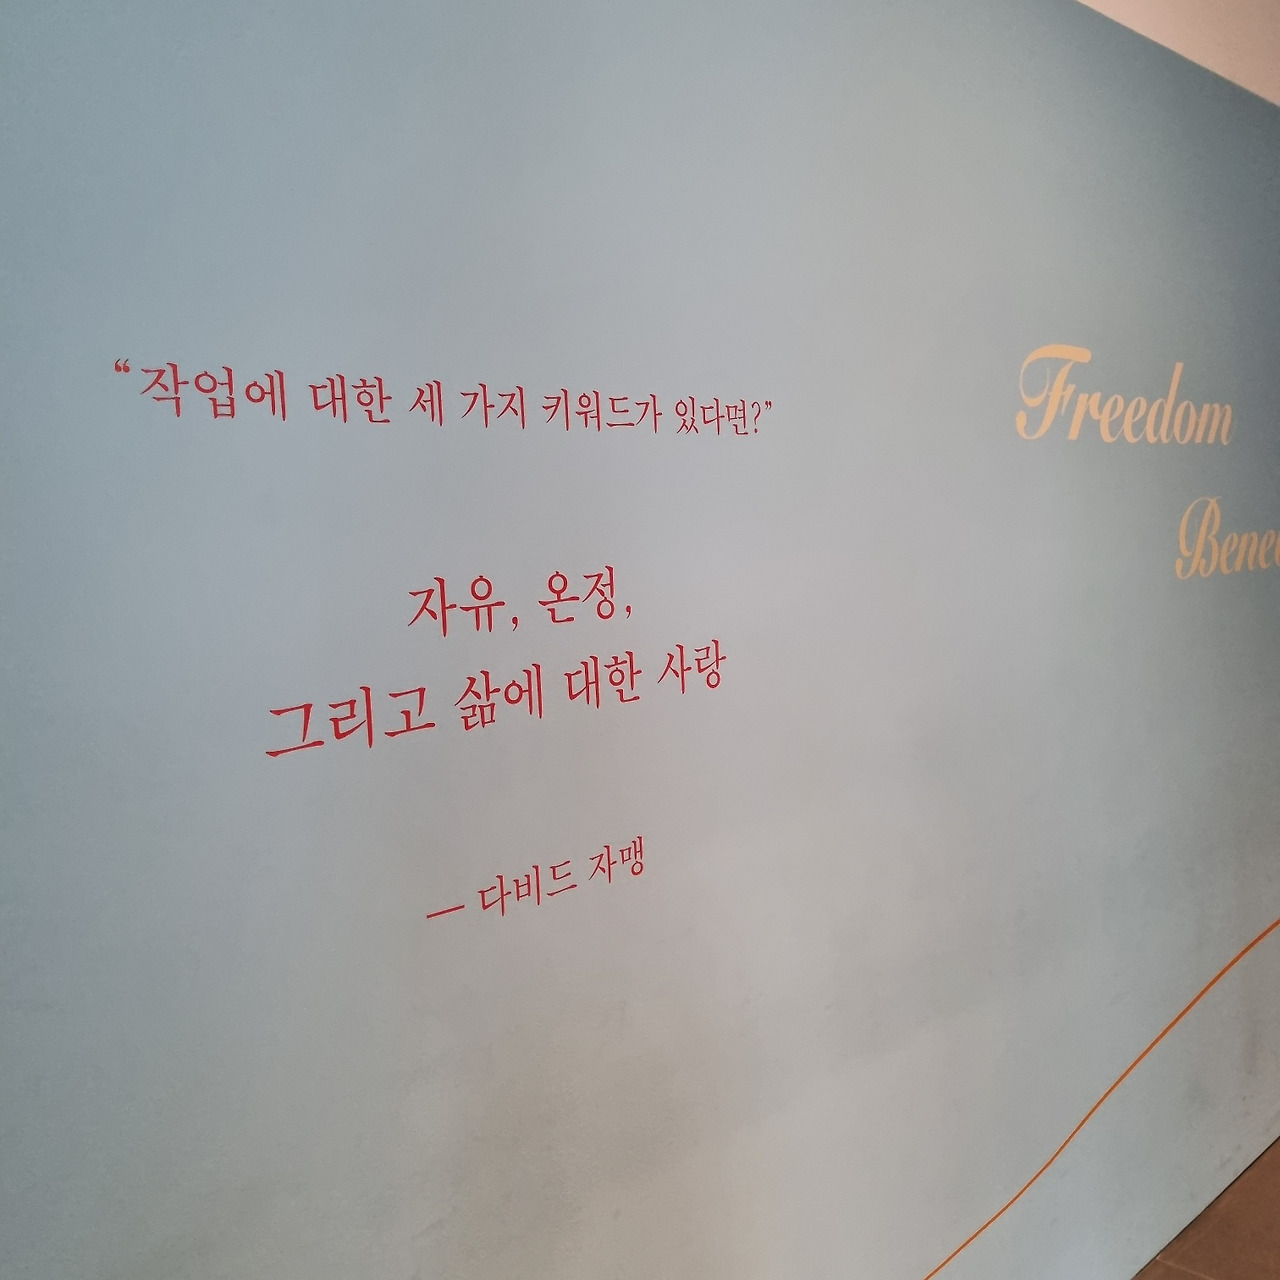 “작업에 대한 세 가지 키워드가 있다면?”
자유, 온정,
그리고 삶에 대한 사랑
— 다비드 자맹
Freedom